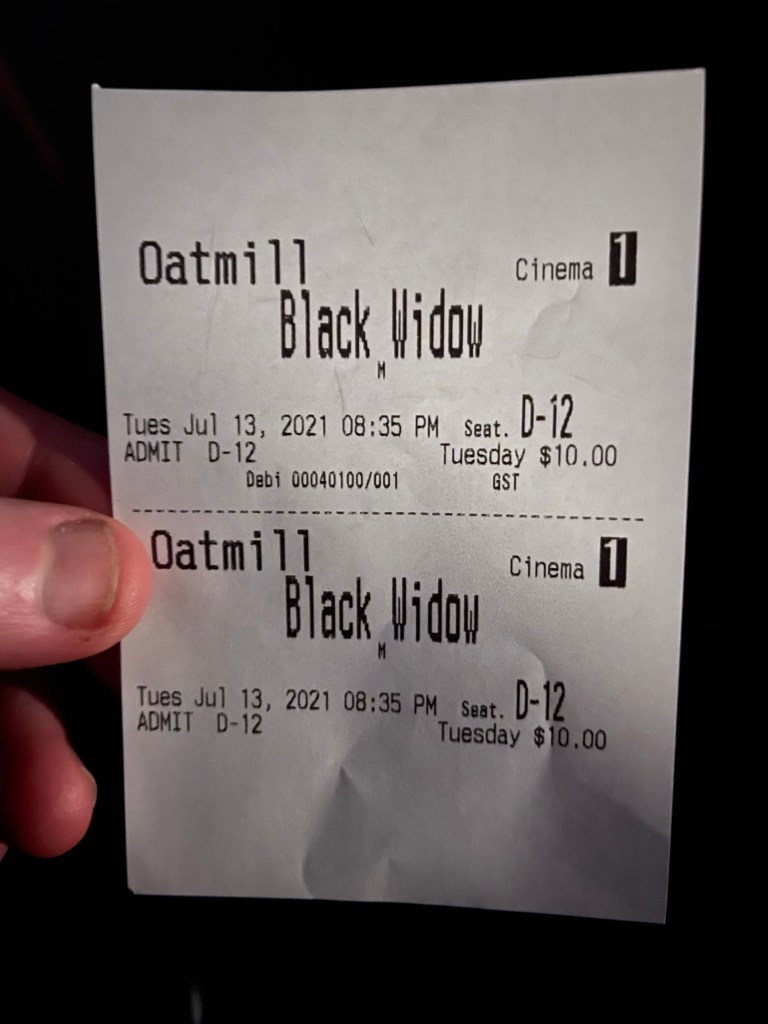 Oatmill Cinema 1
Black Widow
M
Tues Jul 13, 2021 08:35 PM Seat. D-12
ADMIT D-12 Tuesday $10.00
Debi 00040100/001 GST
Oatmill Cinema 1
Black Widow
M
Tues Jul 13, 2021 08:35 PM Seat. D-12
ADMIT D-12 Tuesday $10.00